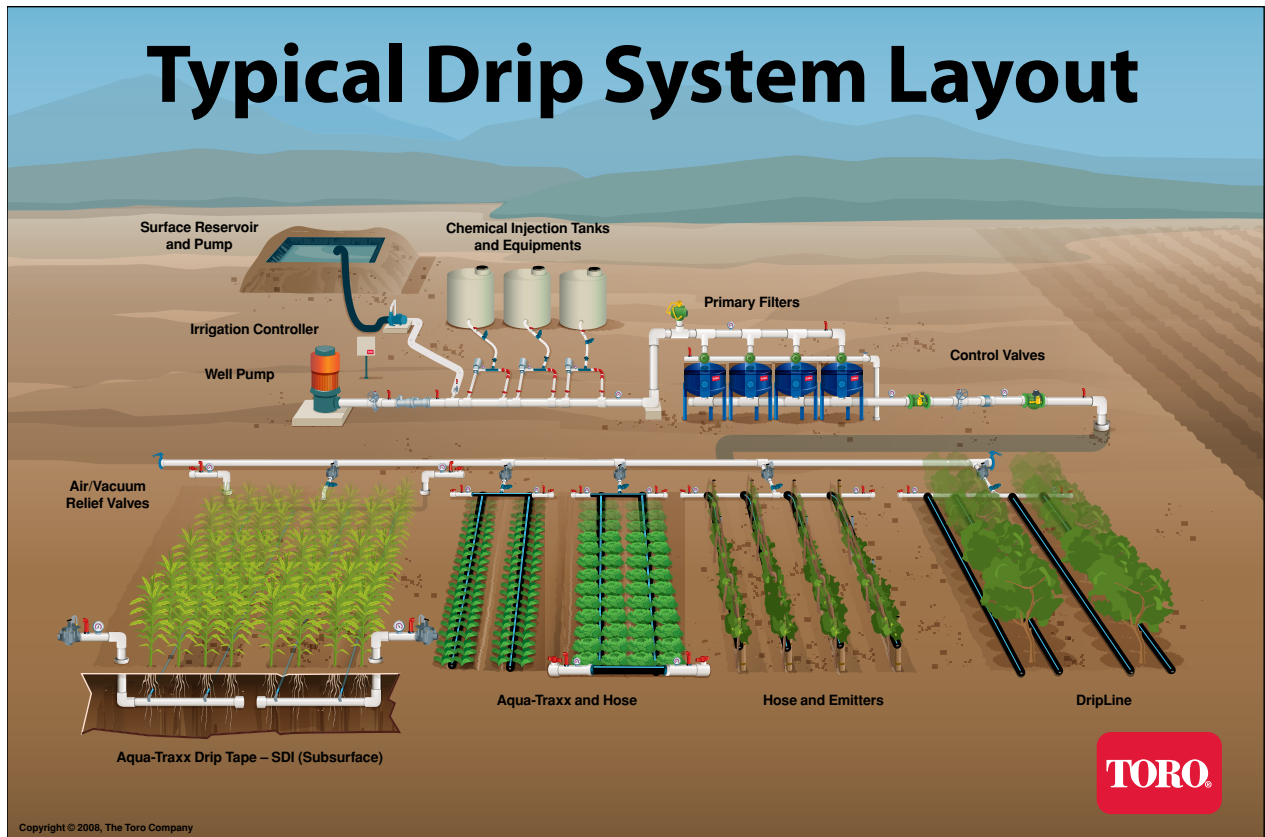 Typical Drip System Layout
Surface Reservoir
and Pump
Chemical Injection Tanks
and Equipments
Primary Filters
Irrigation Controller
Control Valves
Well Pump
Air/Vacuum
Relief Valves
Aqua-Traxx and Hose
Hose and Emitters
DripLine
Aqua-Traxx Drip Tape – SDI (Subsurface)
TORO®
Copyright © 2008, The Toro Company